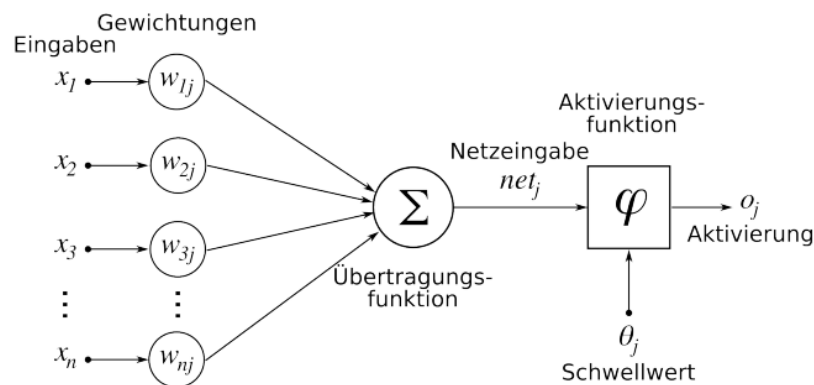 Gewichtungen
Eingaben
x₁
w₁ⱼ
x₂
w₂ⱼ
x₃
w₃ⱼ
xₙ
wₙⱼ
Σ
Übertragungs-
funktion
Netzeingabe
netⱼ
Aktivierungs-
funktion
φ
oⱼ
Aktivierung
θⱼ
Schwellwert